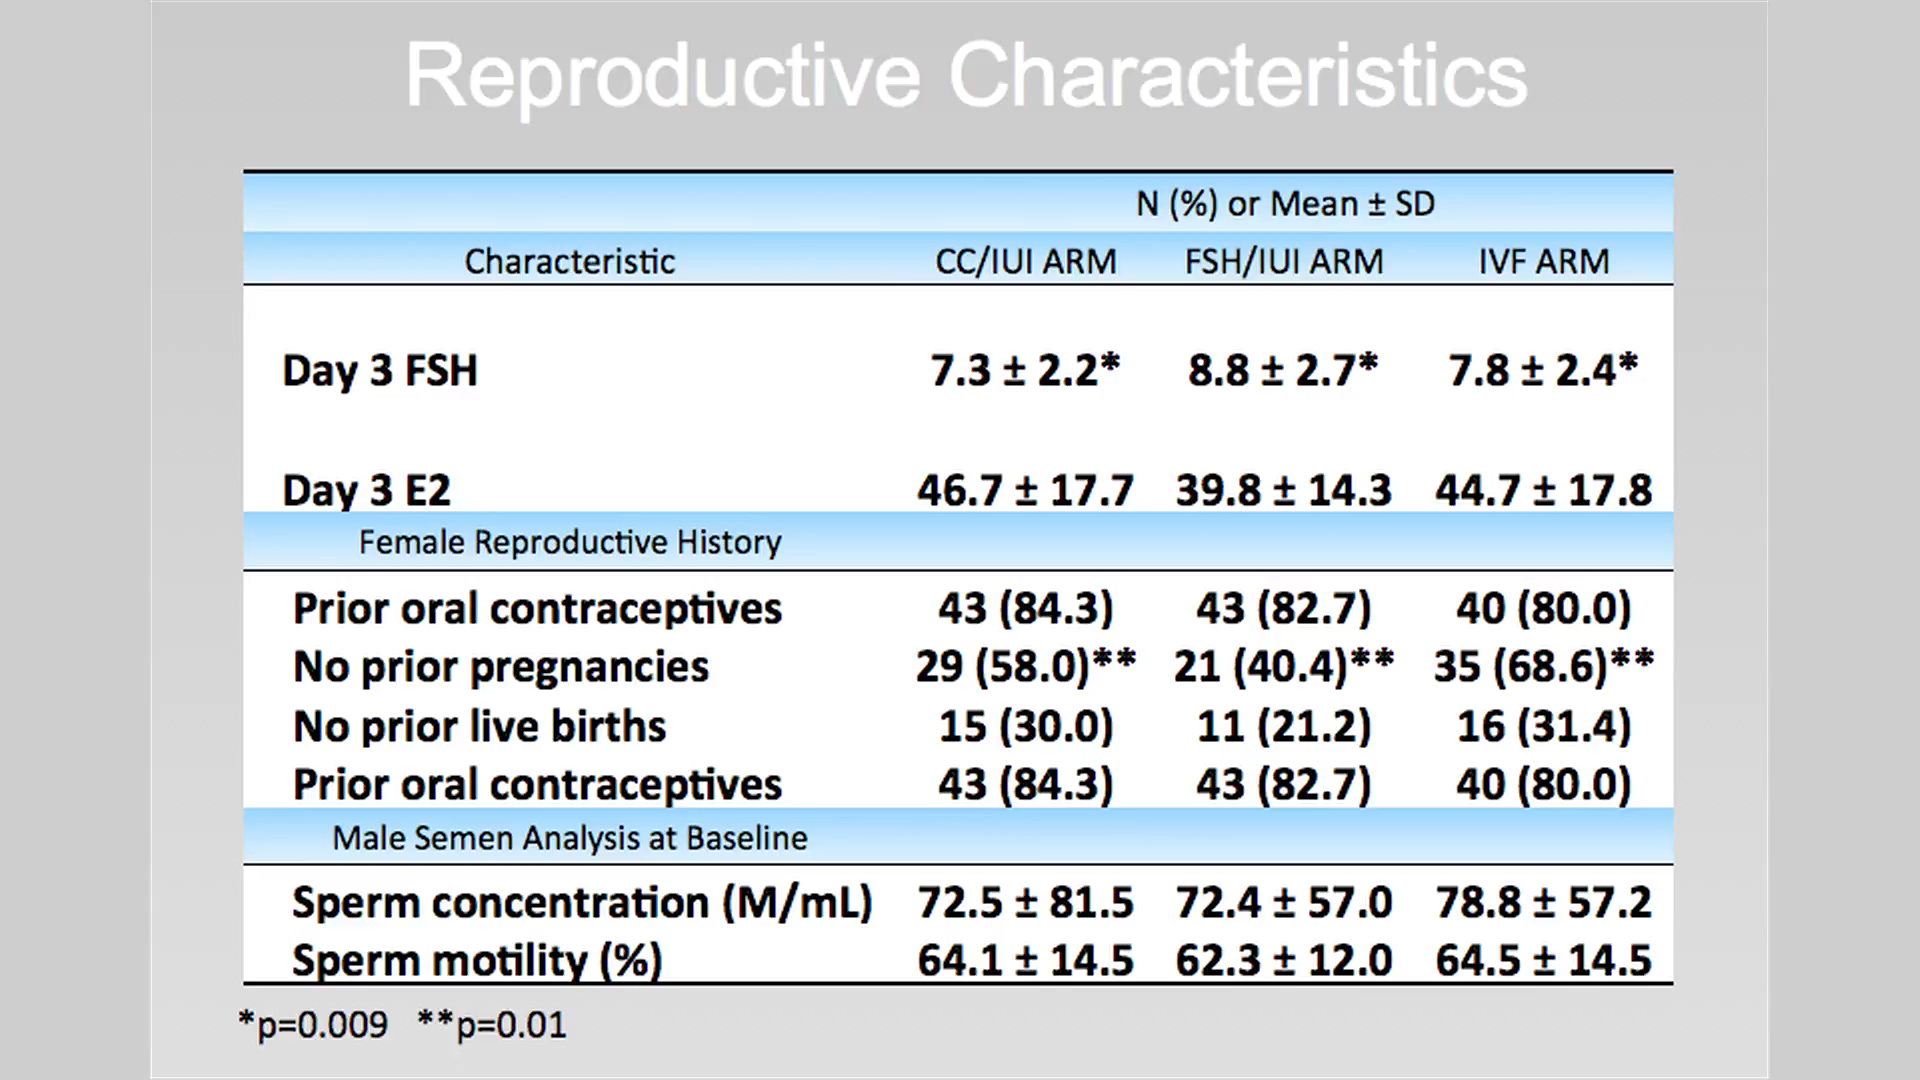 Reproductive Characteristics
N (%) or Mean ± SD
Characteristic CC/IUI ARM FSH/IUI ARM IVF ARM
Day 3 FSH 7.3 ± 2.2* 8.8 ± 2.7* 7.8 ± 2.4*
Day 3 E2 46.7 ± 17.7 39.8 ± 14.3 44.7 ± 17.8
Female Reproductive History
Prior oral contraceptives 43 (84.3) 43 (82.7) 40 (80.0)
No prior pregnancies 29 (58.0)** 21 (40.4)** 35 (68.6)**
No prior live births 15 (30.0) 11 (21.2) 16 (31.4)
Prior oral contraceptives 43 (84.3) 43 (82.7) 40 (80.0)
Male Semen Analysis at Baseline
Sperm concentration (M/mL) 72.5 ± 81.5 72.4 ± 57.0 78.8 ± 57.2
Sperm motility (%) 64.1 ± 14.5 62.3 ± 12.0 64.5 ± 14.5
*p=0.009 **p=0.01